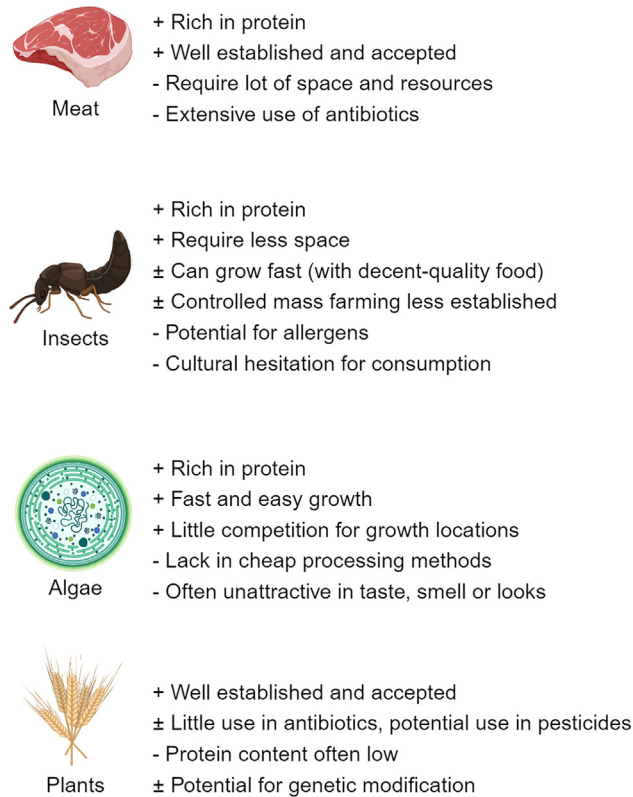 Meat
+ Rich in protein
+ Well established and accepted
- Require lot of space and resources
- Extensive use of antibiotics
Insects
+ Rich in protein
+ Require less space
± Can grow fast (with decent-quality food)
± Controlled mass farming less established
- Potential for allergens
- Cultural hesitation for consumption
Algae
+ Rich in protein
+ Fast and easy growth
+ Little competition for growth locations
- Lack in cheap processing methods
- Often unattractive in taste, smell or looks
Plants
+ Well established and accepted
± Little use in antibiotics, potential use in pesticides
- Protein content often low
± Potential for genetic modification